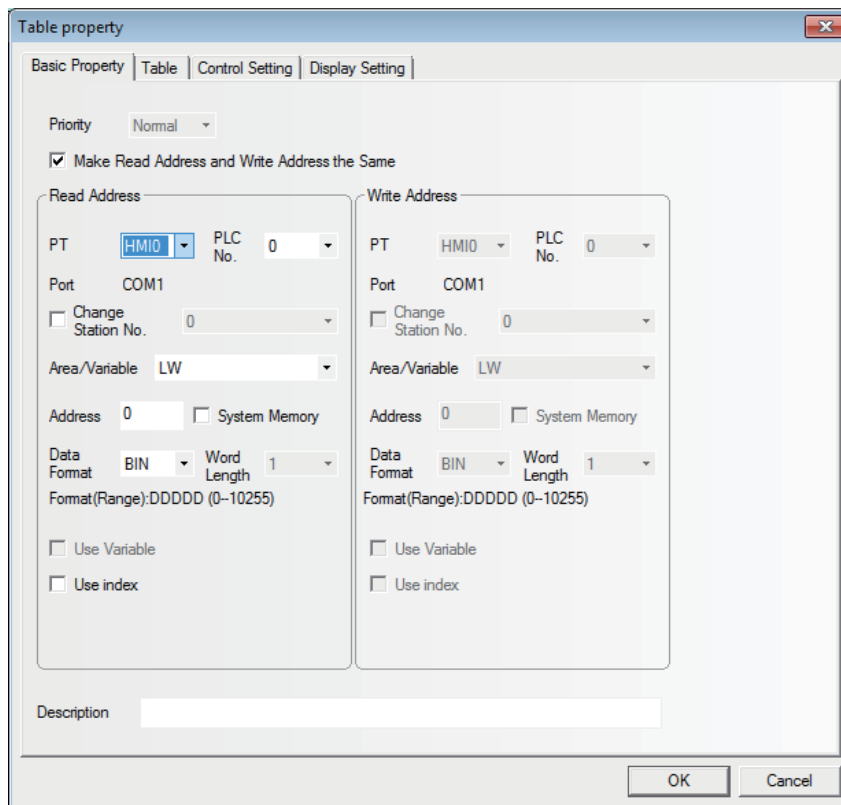 Table property
Basic Property Table Control Setting Display Setting
Priority Normal
Make Read Address and Write Address the Same
Read Address
PT HMI0 PLC No. 0
Port COM1
Change Station No. 0
Area/Variable LW
Address 0 System Memory
Data Format BIN Word Length 1
Format(Range):DDDDD (0--10255)
Use Variable
Use index
Write Address
PT HMI0 PLC No. 0
Port COM1
Change Station No. 0
Area/Variable LW
Address 0 System Memory
Data Format BIN Word Length 1
Format(Range):DDDDD (0--10255)
Use Variable
Use index
Description
OK Cancel